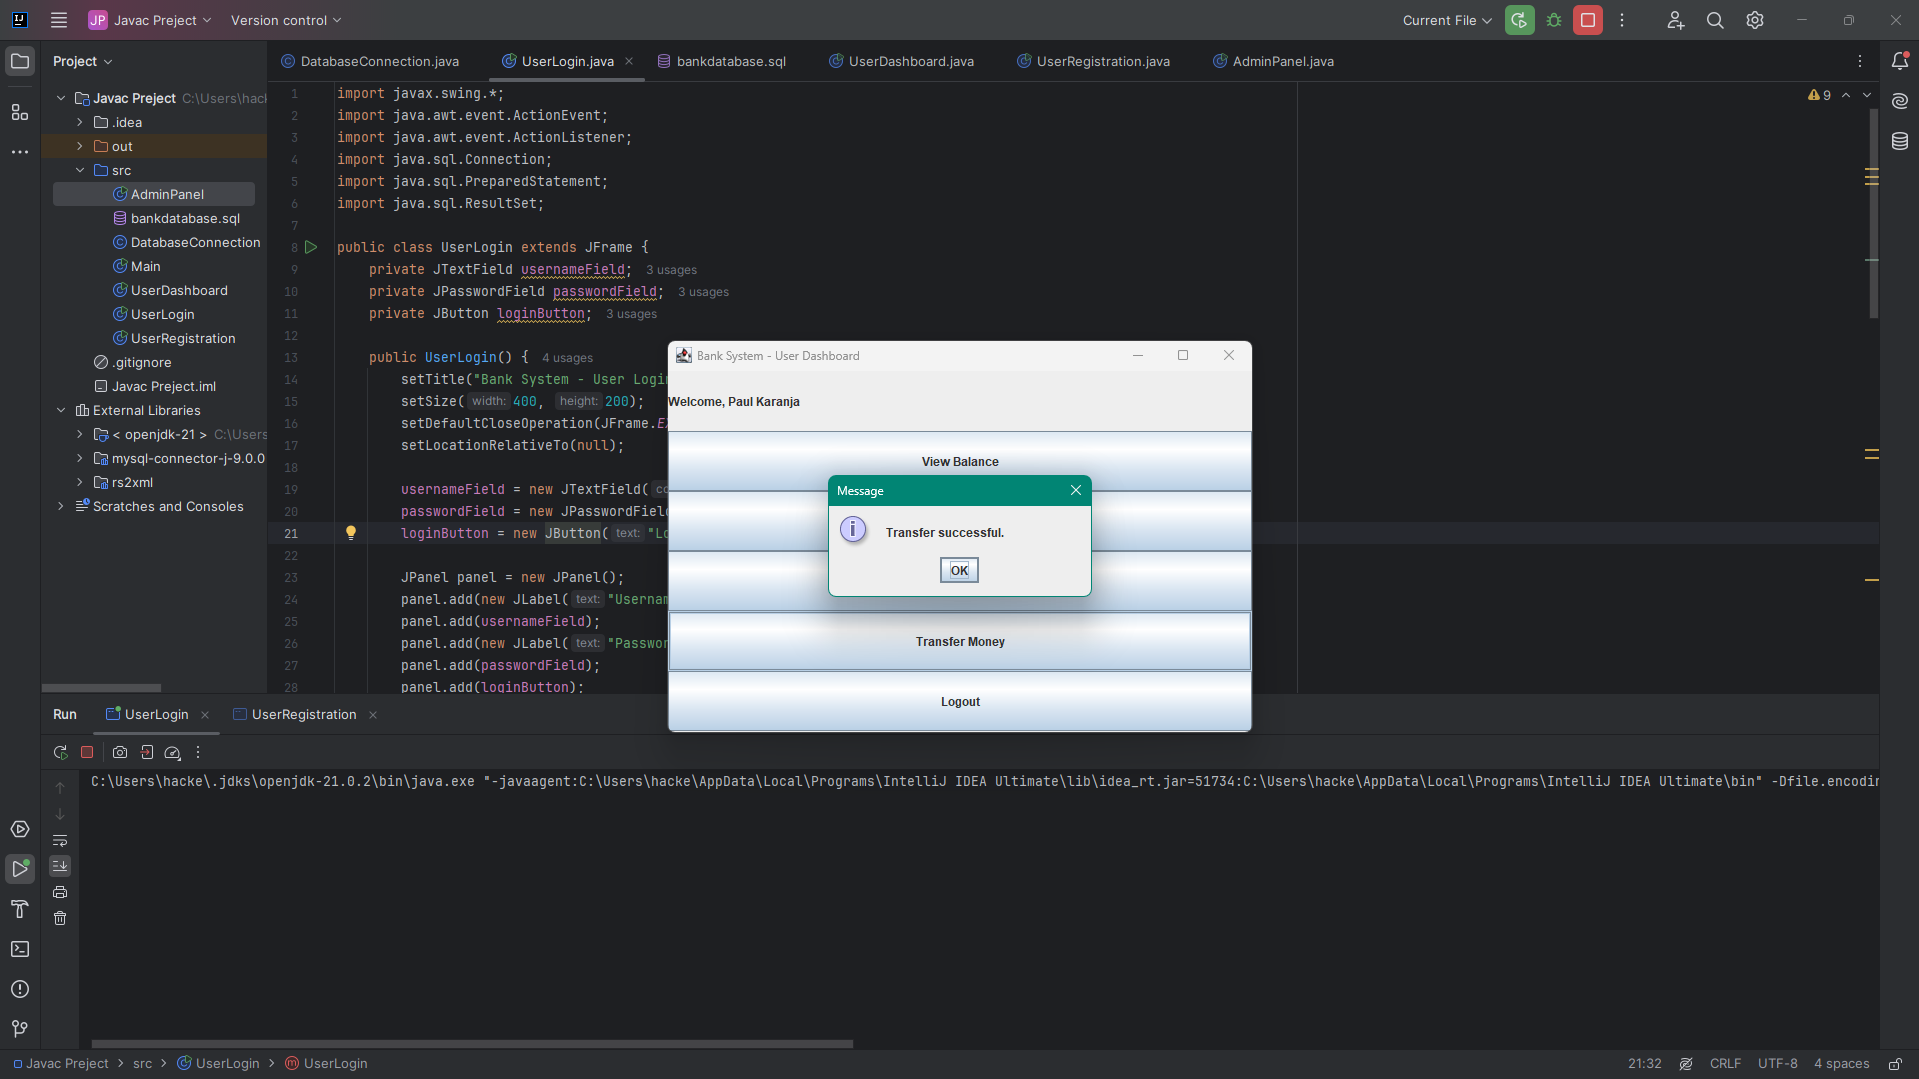 JP Javac Preject
Version control
Current File
Project
DatabaseConnection.java
UserLogin.java
bankdatabase.sql
UserDashboard.java
UserRegistration.java
AdminPanel.java
Javac Preject C:\Users\hack
.idea
out
src
AdminPanel
bankdatabase.sql
DatabaseConnection
Main
UserDashboard
UserLogin
UserRegistration
.gitignore
Javac Preject.iml
External Libraries
< openjdk-21 > C:\Users
mysql-connector-j-9.0.0
rs2xml
Scratches and Consoles
9
1 import javax.swing.*;
2 import java.awt.event.ActionEvent;
3 import java.awt.event.ActionListener;
4 import java.sql.Connection;
5 import java.sql.PreparedStatement;
6 import java.sql.ResultSet;
7
8 public class UserLogin extends JFrame {
9 private JTextField usernameField; 3 usages
10 private JPasswordField passwordField; 3 usages
11 private JButton loginButton; 3 usages
12
13 public UserLogin() { 4 usages
14 setTitle("Bank System - User Login
15 setSize( width: 400, height: 200);
16 setDefaultCloseOperation(JFrame.EX
17 setLocationRelativeTo(null);
18
19 usernameField = new JTextField( co
20 passwordField = new JPasswordField
21 loginButton = new JButton( text: "Lo
22
23 JPanel panel = new JPanel();
24 panel.add(new JLabel( text: "Usernam
25 panel.add(usernameField);
26 panel.add(new JLabel( text: "Passwor
27 panel.add(passwordField);
28 panel.add(loginButton);
Bank System - User Dashboard
Welcome, Paul Karanja
View Balance
Message
Transfer successful.
OK
Transfer Money
Logout
Run
UserLogin
UserRegistration
C:\Users\hacke\.jdks\openjdk-21.0.2\bin\java.exe "-javaagent:C:\Users\hacke\AppData\Local\Programs\IntelliJ IDEA Ultimate\lib\idea_rt.jar=51734:C:\Users\hacke\AppData\Local\Programs\IntelliJ IDEA Ultimate\bin" -Dfile.encodin
Javac Preject > src > UserLogin > UserLogin
21:32
CRLF
UTF-8
4 spaces